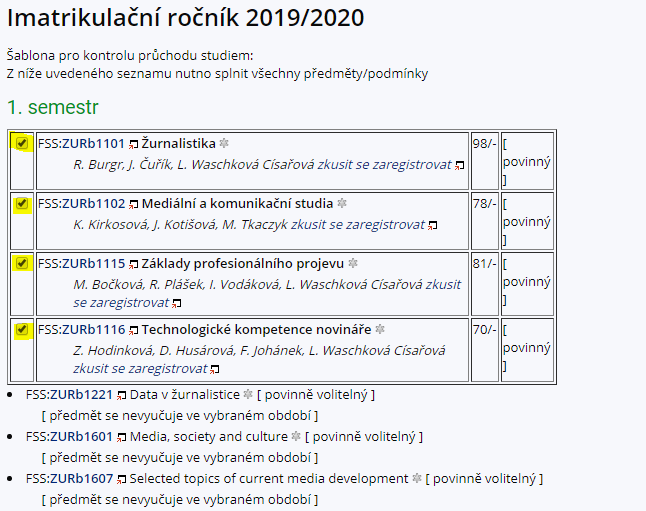 Imatrikulační ročník 2019/2020
Šablona pro kontrolu průchodu studiem:
Z níže uvedeného seznamu nutno splnit všechny předměty/podmínky
1. semestr
FSS:ZURb1101 Žurnalistika 98/- [
R. Burgr, J. Čuřík, L. Waschková Císařová zkusit se zaregistrovat povinný
]
FSS:ZURb1102 Mediální a komunikační studia 78/- [
K. Kirkosová, J. Kotišová, M. Tkaczyk zkusit se zaregistrovat povinný
]
FSS:ZURb1115 Základy profesionálního projevu 81/- [
M. Bočková, R. Plášek, I. Vodáková, L. Waschková Císařová zkusit povinný
se zaregistrovat ]
FSS:ZURb1116 Technologické kompetence novináře 70/- [
Z. Hodinková, D. Husárová, F. Johánek, L. Waschková Císařová povinný
zkusit se zaregistrovat ]
• FSS:ZURb1221 Data v žurnalistice [ povinně volitelný ]
[ předmět se nevyučuje ve vybraném období ]
• FSS:ZURb1601 Media, society and culture [ povinně volitelný ]
[ předmět se nevyučuje ve vybraném období ]
• FSS:ZURb1607 Selected topics of current media development [ povinně volitelný ]
[ předmět se nevyučuje ve vybraném období ]